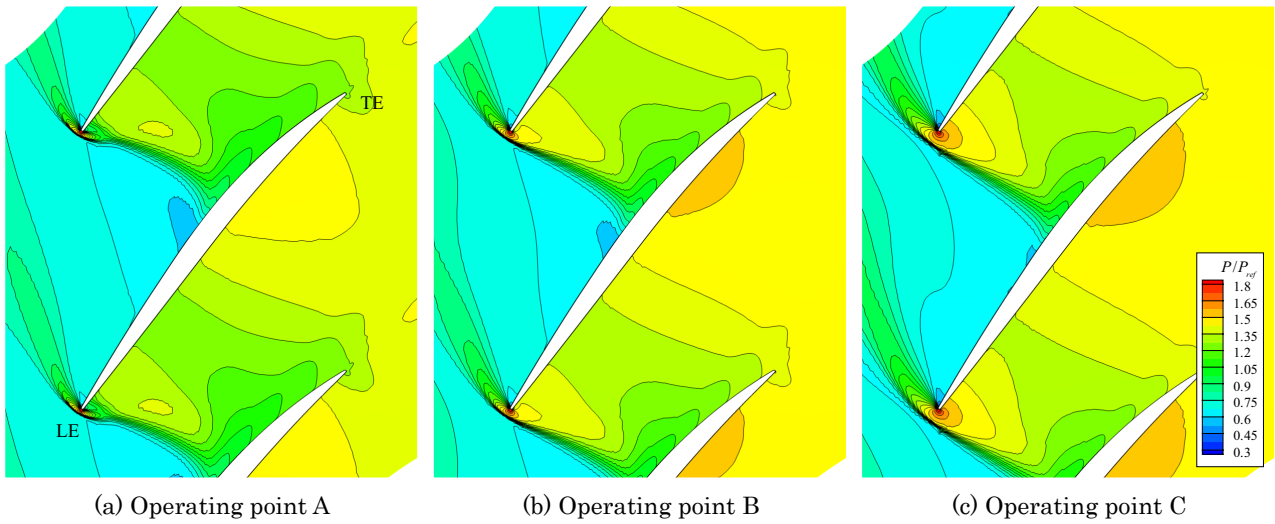 TE
LE
P/P_ref
1.8
1.65
1.5
1.35
1.2
1.05
0.9
0.75
0.6
0.45
0.3
(a) Operating point A
(b) Operating point B
(c) Operating point C